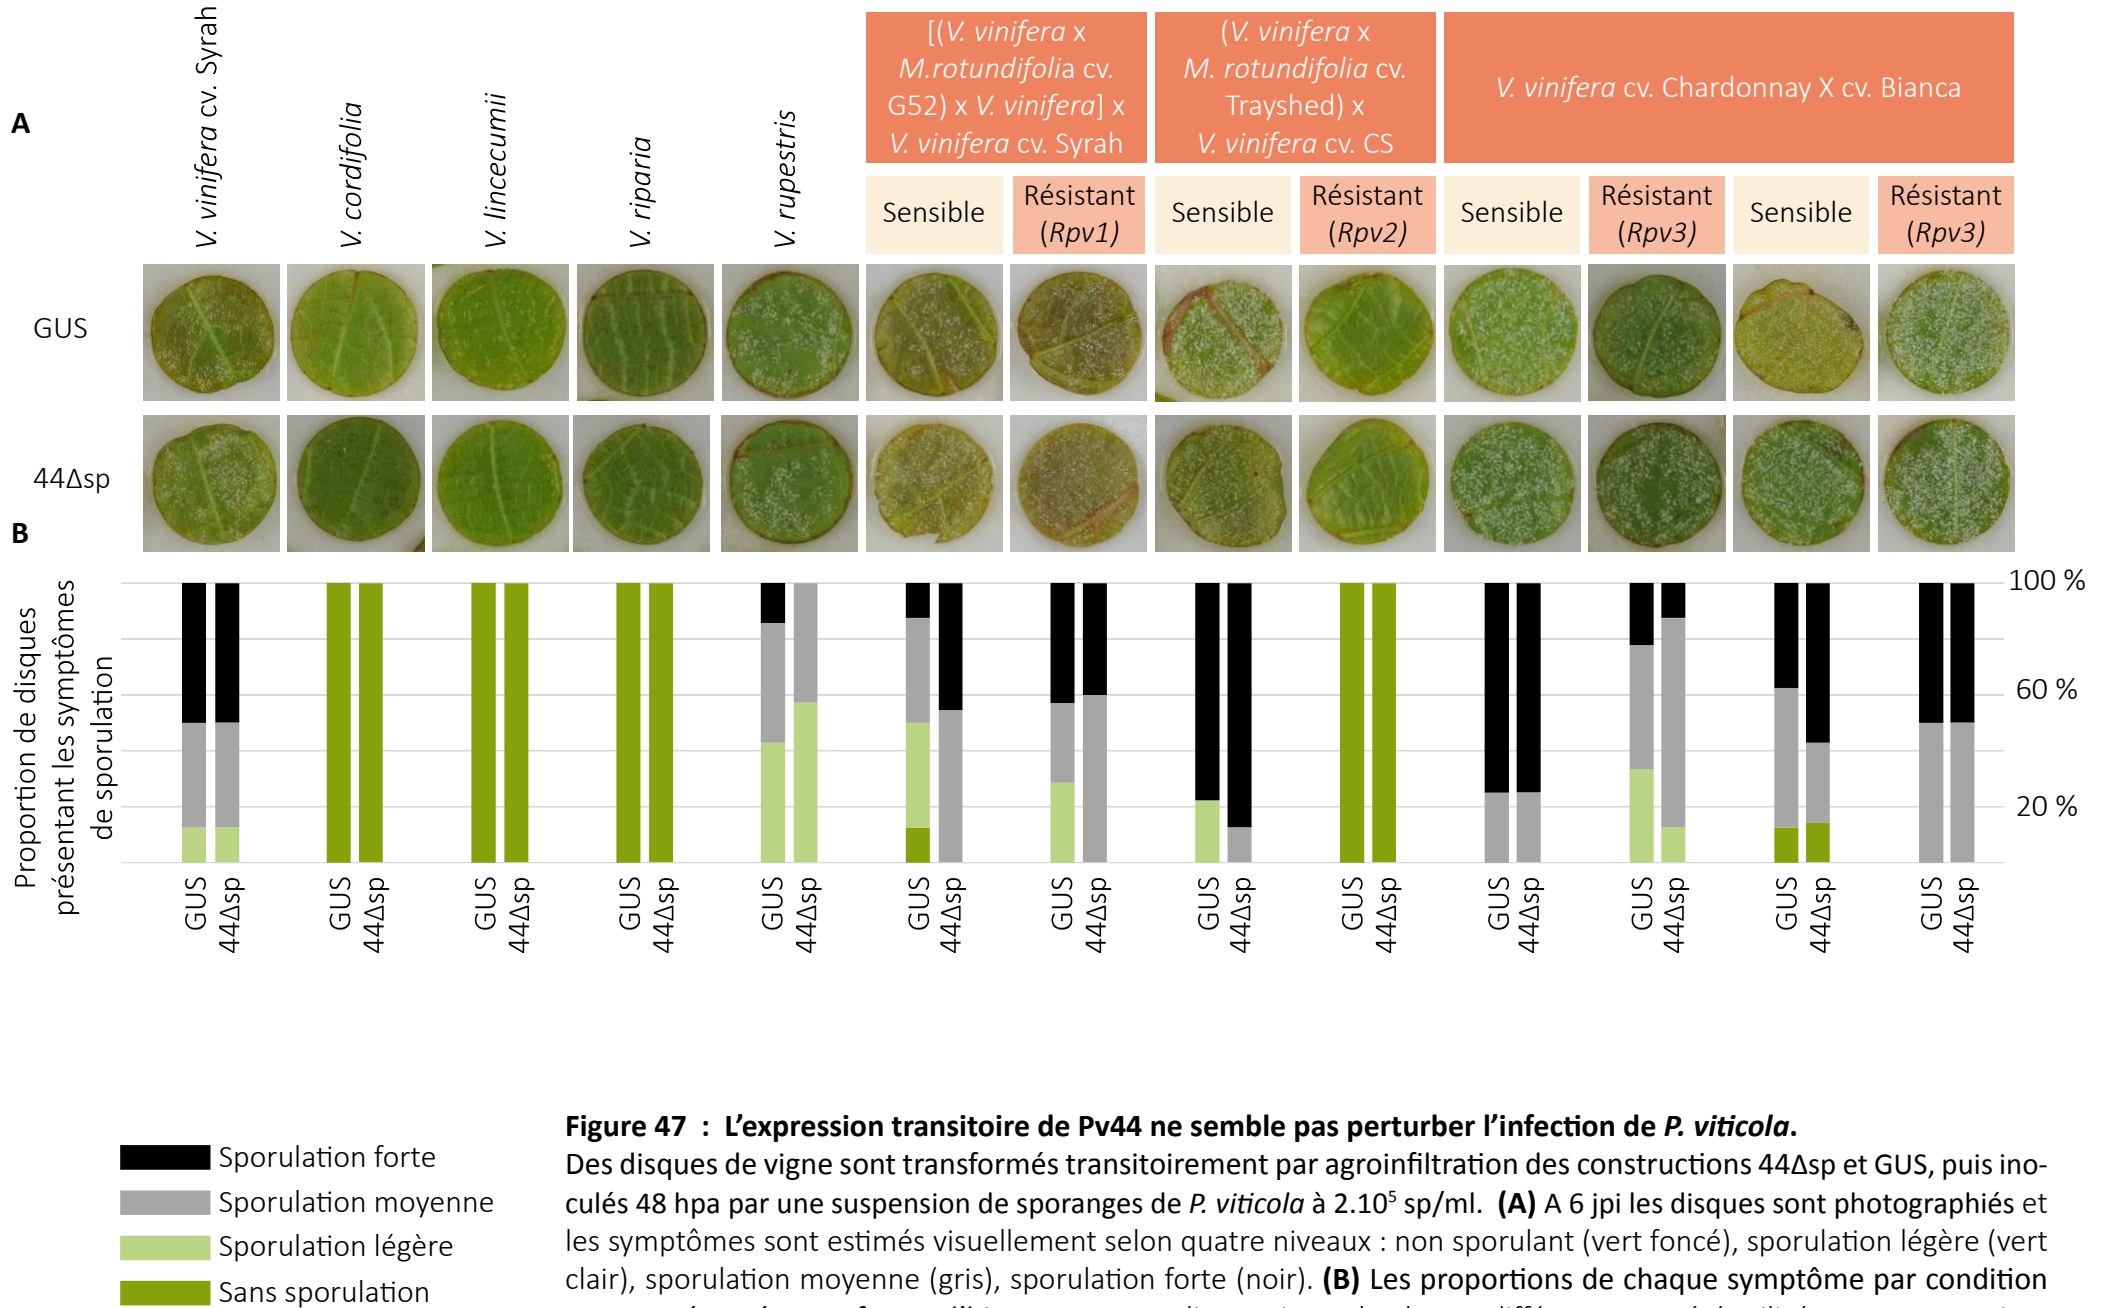 A
V. vinifera cv. Syrah
V. cordifolia
V. lincecumii
V. riparia
V. rupestris
[(V. vinifera x
M.rotundifolia cv.
G52) x V. vinifera] x
V. vinifera cv. Syrah
(V. vinifera x
M. rotundifolia cv.
Trayshed) x
V. vinifera cv. CS
V. vinifera cv. Chardonnay X cv. Bianca
Sensible
Résistant
(Rpv1)
Sensible
Résistant
(Rpv2)
Sensible
Résistant
(Rpv3)
Sensible
Résistant
(Rpv3)
GUS
44Δsp
B
Proportion de disques
présentant les symptômes
de sporulation
100 %
60 %
20 %
GUS
44Δsp
GUS
44Δsp
GUS
44Δsp
GUS
44Δsp
GUS
44Δsp
GUS
44Δsp
GUS
44Δsp
GUS
44Δsp
GUS
44Δsp
GUS
44Δsp
GUS
44Δsp
GUS
44Δsp
GUS
44Δsp
Sporulation forte
Sporulation moyenne
Sporulation légère
Sans sporulation
Figure 47 : L’expression transitoire de Pv44 ne semble pas perturber l’infection de P. viticola.
Des disques de vigne sont transformés transitoirement par agroinfiltration des constructions 44Δsp et GUS, puis ino-
culés 48 hpa par une suspension de sporanges de P. viticola à 2.10⁵ sp/ml. (A) A 6 jpi les disques sont photographiés et
les symptômes sont estimés visuellement selon quatre niveaux : non sporulant (vert foncé), sporulation légère (vert
clair), sporulation moyenne (gris), sporulation forte (noir). (B) Les proportions de chaque symptôme par condition